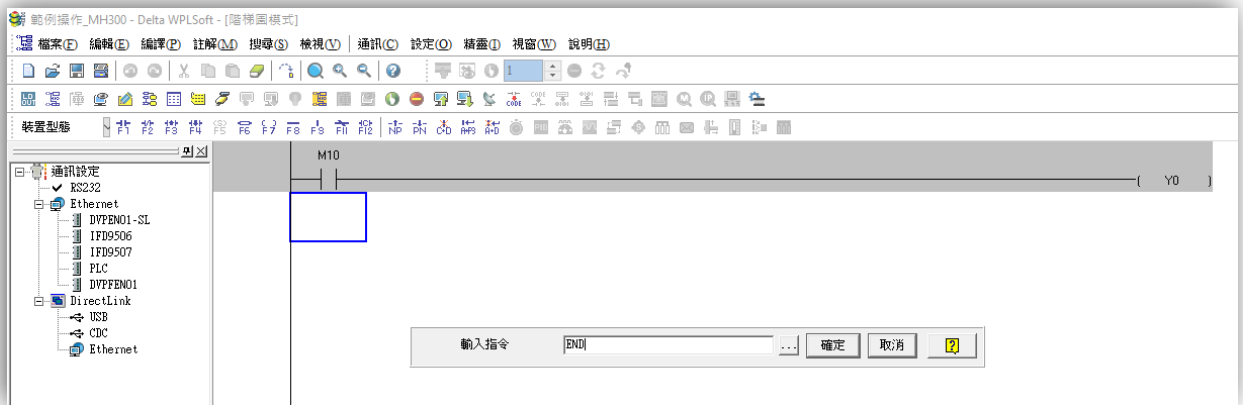 範例操作_MH300 - Delta WPLSoft - [階梯圖模式]
檔案(F) 編輯(E) 編譯(P) 註解(M) 搜尋(S) 檢視(V) 通訊(C) 設定(O) 精靈(I) 視窗(W) 說明(H)
1
LD CODE CODE
裝置型態 F1 F2 F3 F4 F5 F6 F7 F8 F9 F11 F12 NP PN
通訊設定
RS232
Ethernet
DVPEN01-SL
IFD9506
IFD9507
PLC
DVPFEN01
DirectLink
USB
CDC
Ethernet
M10
Y0
輸入指令 END ... 確定 取消 ?